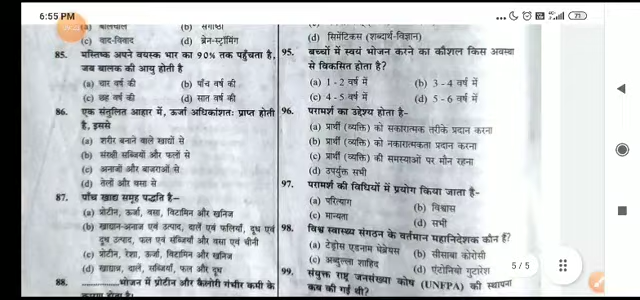 6:55 PM
71
(a) वार्तालाप
(b) संगोष्ठी
(c) वाद-विवाद
(d) ब्रेन-स्ट्रॉमिंग
85. मस्तिष्क अपने वयस्क भार का 90% तक पहुँचता है,
जब बालक की आयु होती है
(a) चार वर्ष की
(b) पाँच वर्ष की
(c) छह वर्ष की
(d) सात वर्ष की
86. एक संतुलित आहार में, ऊर्जा अधिकांशतः प्राप्त होती
है, इससे
(a) शरीर बनाने वाले खाद्यों से
(b) संरक्षी सब्जियों और फलों से
(c) अनाजों और बाजराओं से
(d) तेलों और वसा से
87. पाँच खाद्य समूह पद्धति है–
(a) प्रोटीन, ऊर्जा, वसा, विटामिन और खनिज
(b) खाद्यान-अनाज एवं उत्पाद, दालें एवं फलियाँ, दूध एवं
दूध उत्पाद, फल एवं सब्जियाँ और वसा एवं चीनी
(c) प्रोटीन, रेशा, ऊर्जा, विटामिन और खनिज
(d) खाद्यान्न, दालें, सब्जियाँ, फल और दूध
88. ..........भोजन में प्रोटीन और कैलोरी गंभीर कमी के
कारण होता है।
(d) सिमेंटिकस (शब्दार्थ-विज्ञान)
95. बच्चों में स्वयं भोजन करने का कौशल किस अवस्था
से विकसित होता है?
(a) 1 - 2 वर्ष में
(b) 3 - 4 वर्ष में
(c) 4 - 5 वर्ष में
(d) 5 - 6 वर्ष में
96. परामर्श का उद्देश्य होता है-
(a) प्रार्थी (व्यक्ति) को सकारात्मक तरीके प्रदान करना
(b) प्रार्थी (व्यक्ति) को नकारात्मकता प्रदान करना
(c) प्रार्थी (व्यक्ति) की समस्याओं पर मौन रहना
(d) उपर्युक्त सभी
97. परामर्श की विधियों में प्रयोग किया जाता है-
(a) परित्याग
(b) विश्वास
(c) मान्यता
(d) सभी
98. विश्व स्वास्थ्य संगठन के वर्तमान महानिदेशक कौन हैं?
(a) टेड्रोस एडनाम घेब्रेयेसस
(b) सीसाबा कोरोसी
(c) अब्दुल्ला शाहिद
(d) एंटोनियो गुटारेस
5 / 5
99. संयुक्त राष्ट्र जनसंख्या कोष (UNFPA) की स्थापना
कब की गई थी?